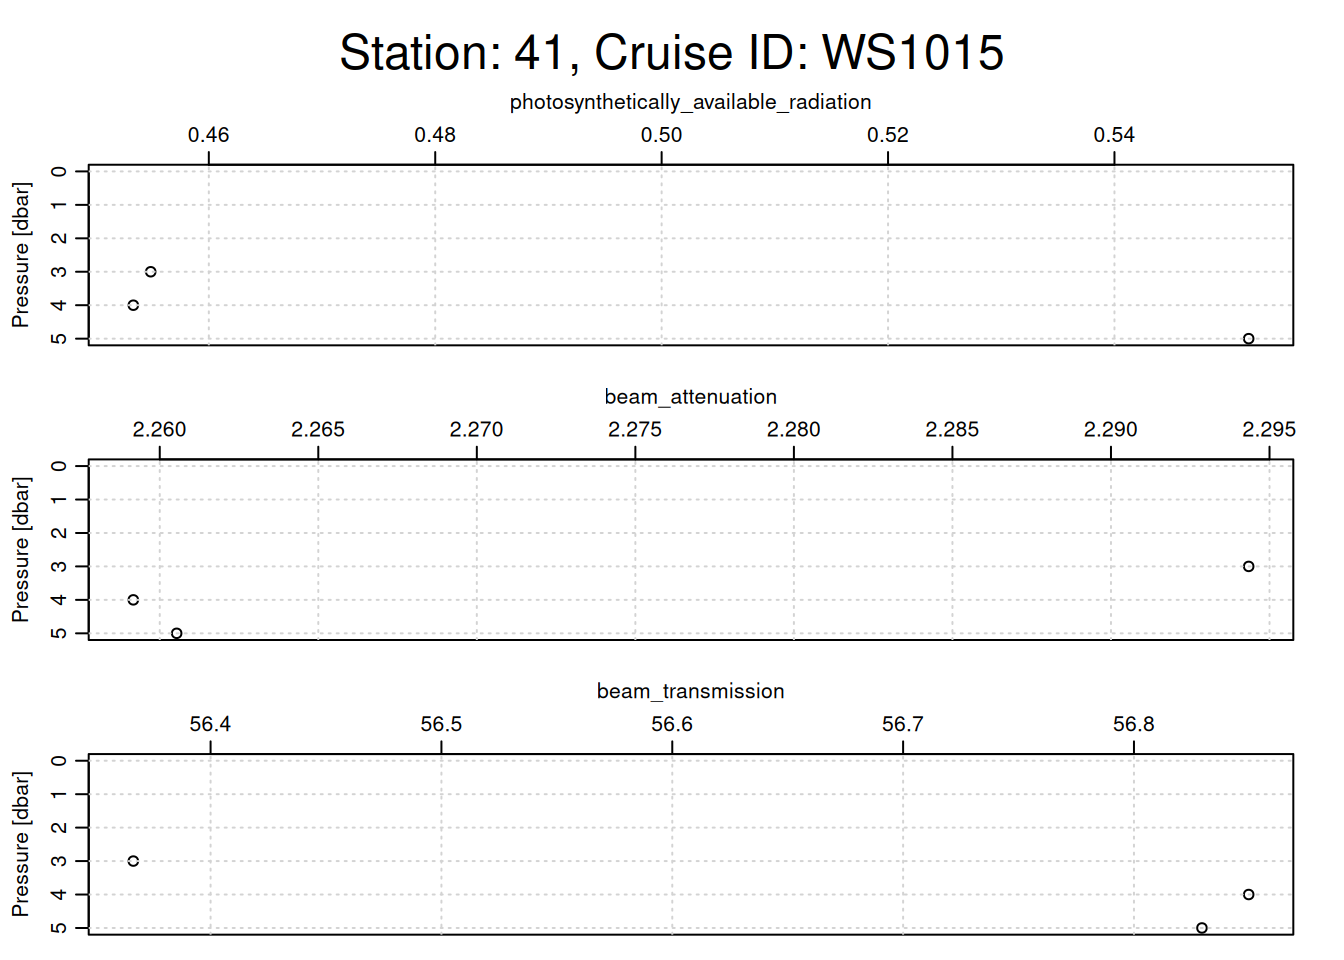 Station: 41, Cruise ID: WS1015
photosynthetically_available_radiation
0.46 0.48 0.50 0.52 0.54
Pressure [dbar]
0
1
2
3
4
5
beam_attenuation
2.260 2.265 2.270 2.275 2.280 2.285 2.290 2.295
Pressure [dbar]
0
1
2
3
4
5
beam_transmission
56.4 56.5 56.6 56.7 56.8
Pressure [dbar]
0
1
2
3
4
5